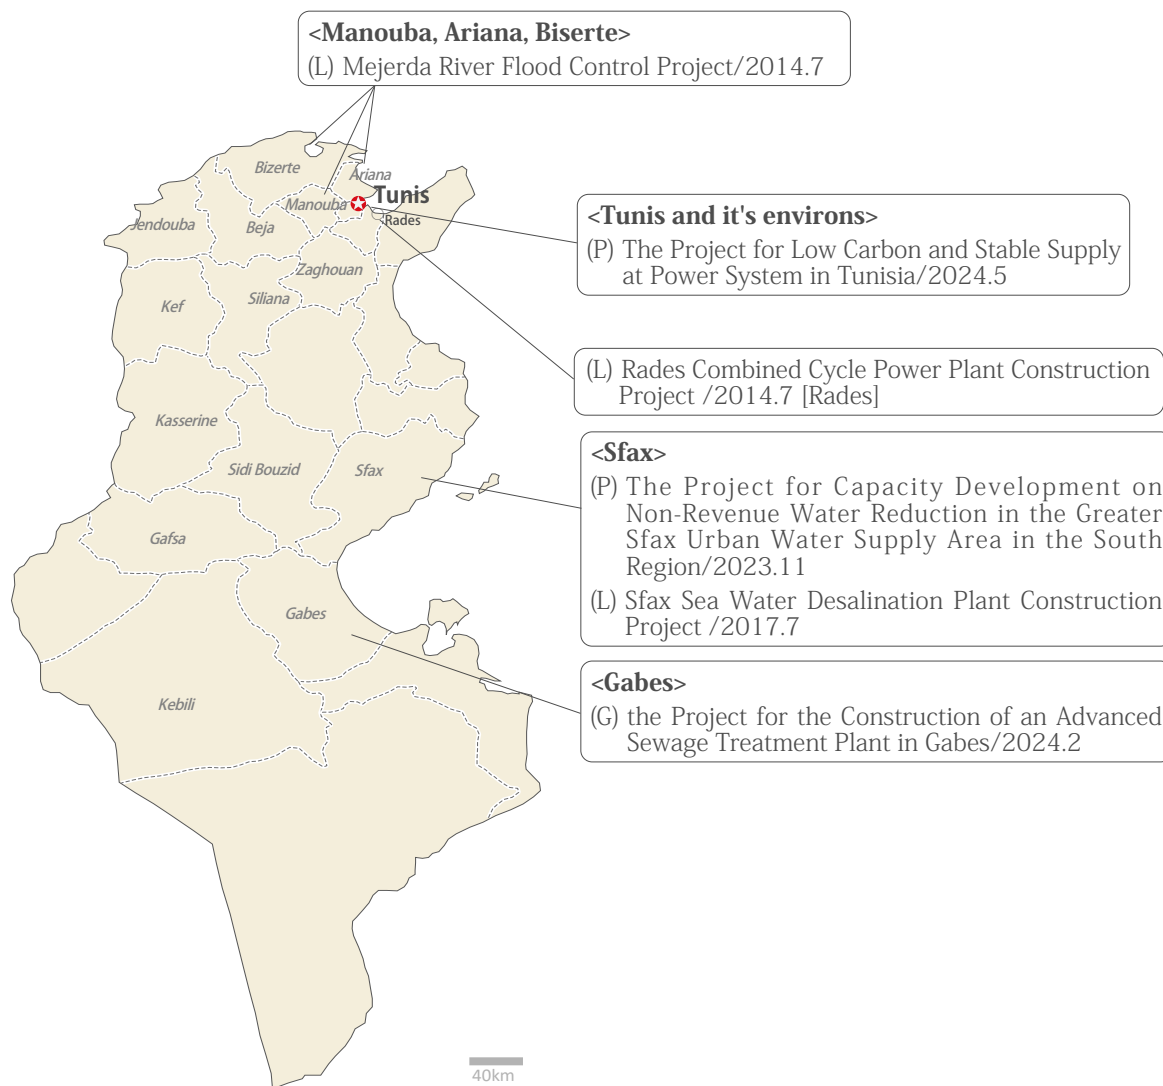 <Manouba, Ariana, Biserte>
(L) Mejerda River Flood Control Project/2014.7
Bizerte
Ariana
Tunis
Manouba
Rades
Jendouba
Beja
Zaghouan
Siliana
Kef
<Tunis and it's environs>
(P) The Project for Low Carbon and Stable Supply
at Power System in Tunisia/2024.5
(L) Rades Combined Cycle Power Plant Construction
Project /2014.7 [Rades]
Kasserine
Sidi Bouzid
Sfax
<Sfax>
(P) The Project for Capacity Development on
Non-Revenue Water Reduction in the Greater
Sfax Urban Water Supply Area in the South
Region/2023.11
(L) Sfax Sea Water Desalination Plant Construction
Project /2017.7
Gafsa
Gabes
<Gabes>
(G) the Project for the Construction of an Advanced
Sewage Treatment Plant in Gabes/2024.2
Kebili
40km